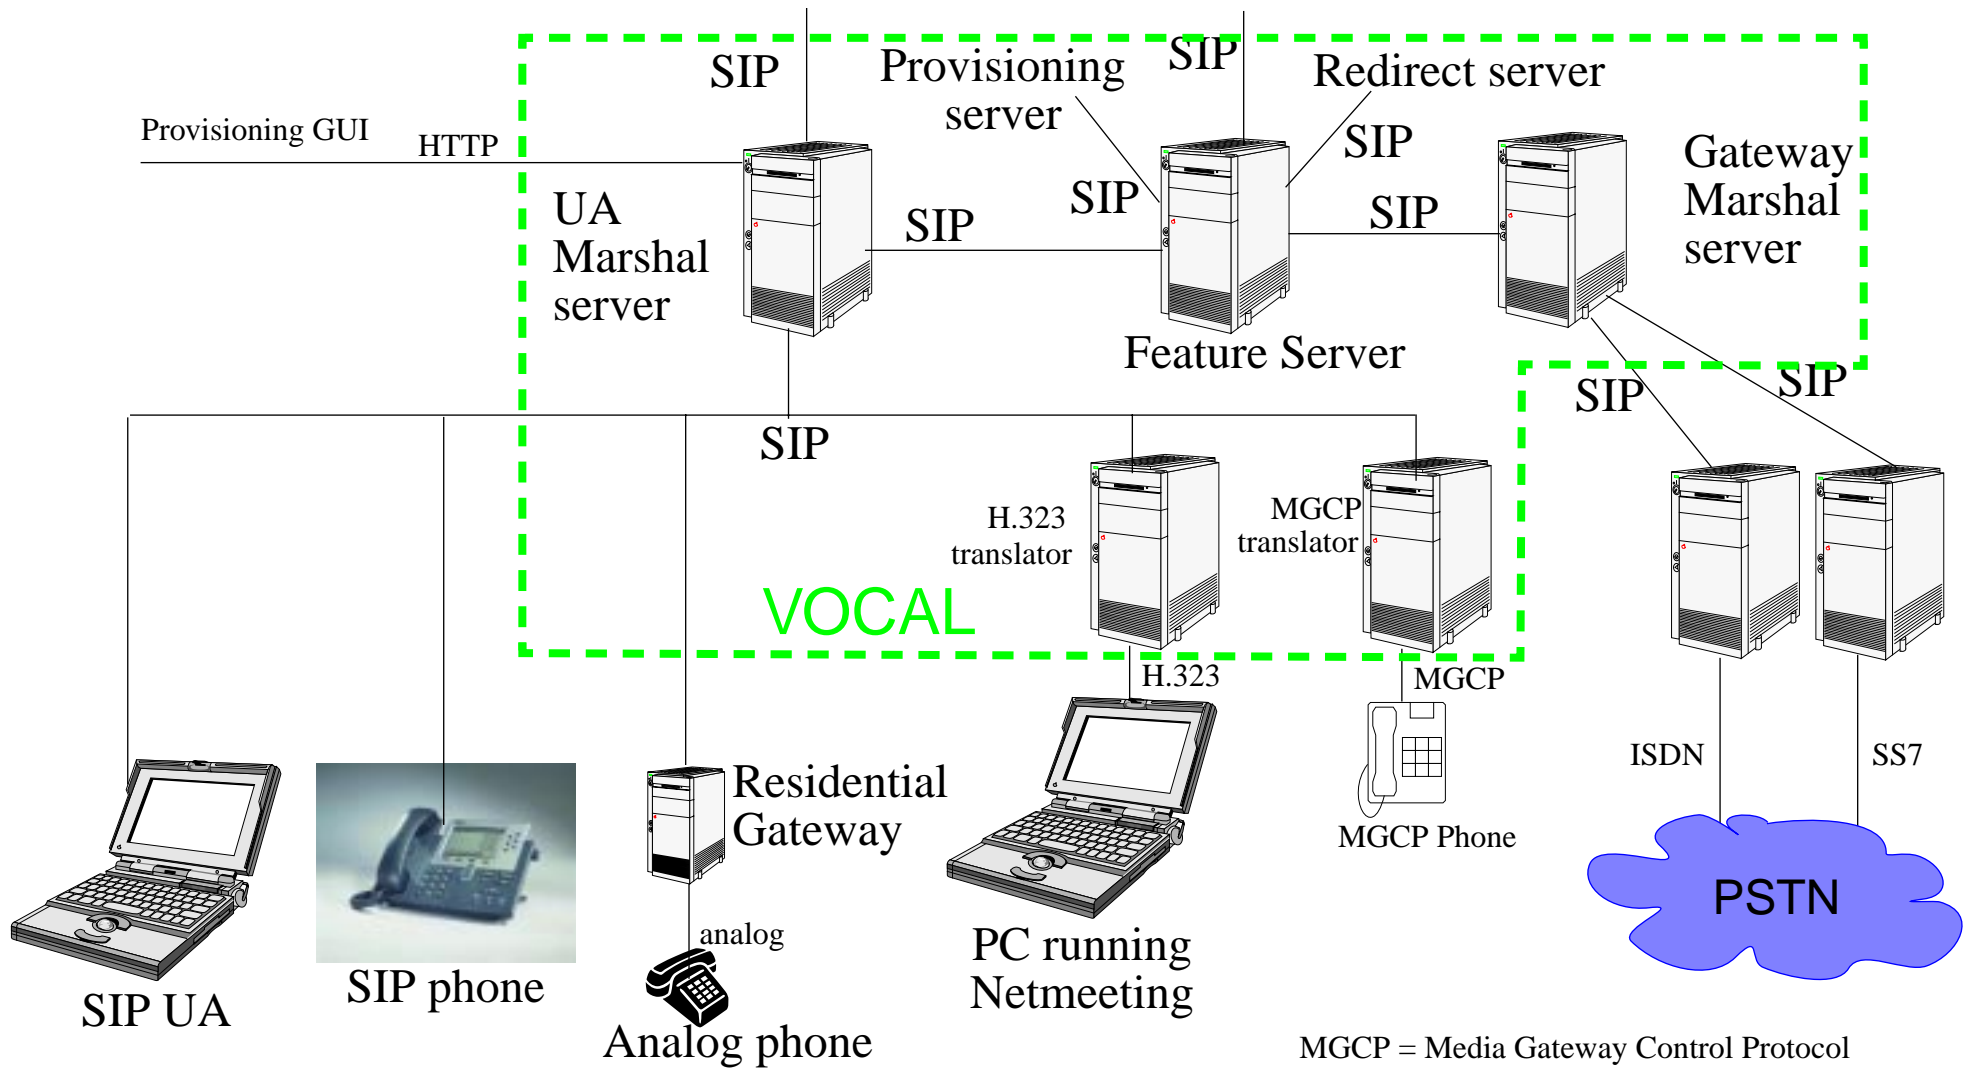 SIP
Provisioning
server
SIP
Redirect server
Provisioning GUI
HTTP
SIP
Gateway
Marshal
server
UA
Marshal
server
SIP
SIP
SIP
Feature Server
SIP
SIP
SIP
H.323
translator
MGCP
translator
VOCAL
H.323
MGCP
ISDN
SS7
Residential
Gateway
MGCP Phone
PSTN
analog
PC running
Netmeeting
SIP UA
SIP phone
Analog phone
MGCP = Media Gateway Control Protocol